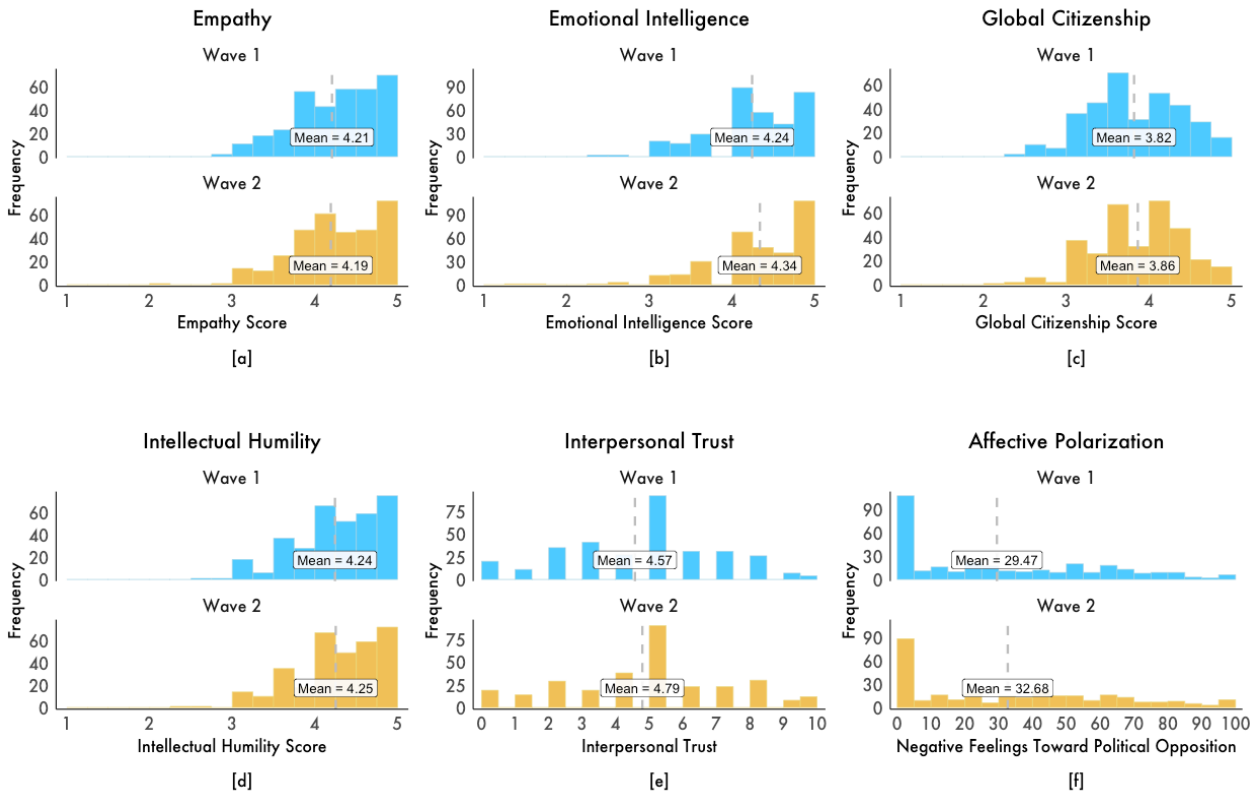 Empathy
Wave 1
60
40
20
0
Mean = 4.21
Wave 2
60
40
20
0
Mean = 4.19
Frequency
1 2 3 4 5
Empathy Score
[a]
Emotional Intelligence
Wave 1
90
60
30
0
Mean = 4.24
Wave 2
90
60
30
0
Mean = 4.34
Frequency
1 2 3 4 5
Emotional Intelligence Score
[b]
Global Citizenship
Wave 1
60
40
20
0
Mean = 3.82
Wave 2
60
40
20
0
Mean = 3.86
Frequency
1 2 3 4 5
Global Citizenship Score
[c]
Intellectual Humility
Wave 1
60
40
20
0
Mean = 4.24
Wave 2
60
40
20
0
Mean = 4.25
Frequency
1 2 3 4 5
Intellectual Humility Score
[d]
Interpersonal Trust
Wave 1
75
50
25
0
Mean = 4.57
Wave 2
75
50
25
0
Mean = 4.79
Frequency
0 1 2 3 4 5 6 7 8 9 10
Interpersonal Trust
[e]
Affective Polarization
Wave 1
90
60
30
0
Mean = 29.47
Wave 2
90
60
30
0
Mean = 32.68
Frequency
0 10 20 30 40 50 60 70 80 90 100
Negative Feelings Toward Political Opposition
[f]